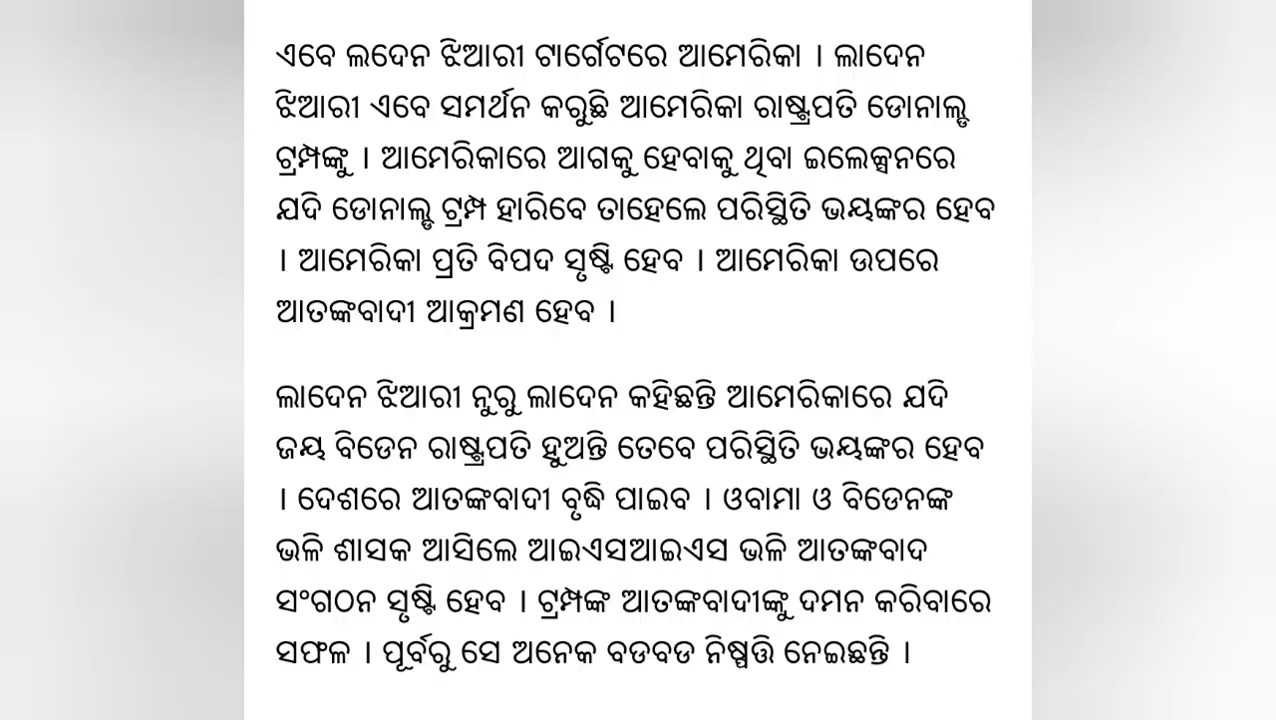 ଏବେ ଲଦେନ ଝିଆରୀ ଟାର୍ଗେଟରେ ଆମେରିକା । ଲାଦେନ
ଝିଆରୀ ଏବେ ସମର୍ଥନ କରୁଛି ଆମେରିକା ରାଷ୍ଟ୍ରପତି ଡୋନାଲ୍ଡ
ଟ୍ରମ୍ପଙ୍କୁ । ଆମେରିକାରେ ଆଗକୁ ହେବାକୁ ଥିବା ଇଲେକ୍ସନରେ
ଯଦି ଡୋନାଲ୍ଡ ଟ୍ରମ୍ପ ହାରିବେ ତାହେଲେ ପରିସ୍ଥିତି ଭୟଙ୍କର ହେବ
। ଆମେରିକା ପ୍ରତି ବିପଦ ସୃଷ୍ଟି ହେବ । ଆମେରିକା ଉପରେ
ଆତଙ୍କବାଦୀ ଆକ୍ରମଣ ହେବ ।
ଲାଦେନ ଝିଆରୀ ନୁରୁ ଲାଦେନ କହିଛନ୍ତି ଆମେରିକାରେ ଯଦି
ଜୟ ବିଡେନ ରାଷ୍ଟ୍ରପତି ହୁଅନ୍ତି ତେବେ ପରିସ୍ଥିତି ଭୟଙ୍କର ହେବ
। ଦେଶରେ ଆତଙ୍କବାଦୀ ବୃଦ୍ଧି ପାଇବ । ଓବାମା ଓ ବିଡେନଙ୍କ
ଭଳି ଶାସକ ଆସିଲେ ଆଇଏସଆଇଏସ ଭଳି ଆତଙ୍କବାଦ
ସଂଗଠନ ସୃଷ୍ଟି ହେବ । ଟ୍ରମ୍ପଙ୍କ ଆତଙ୍କବାଦୀଙ୍କୁ ଦମନ କରିବାରେ
ସଫଳ । ପୂର୍ବରୁ ସେ ଅନେକ ବଡବଡ ନିଷ୍ପତ୍ତି ନେଇଛନ୍ତି ।